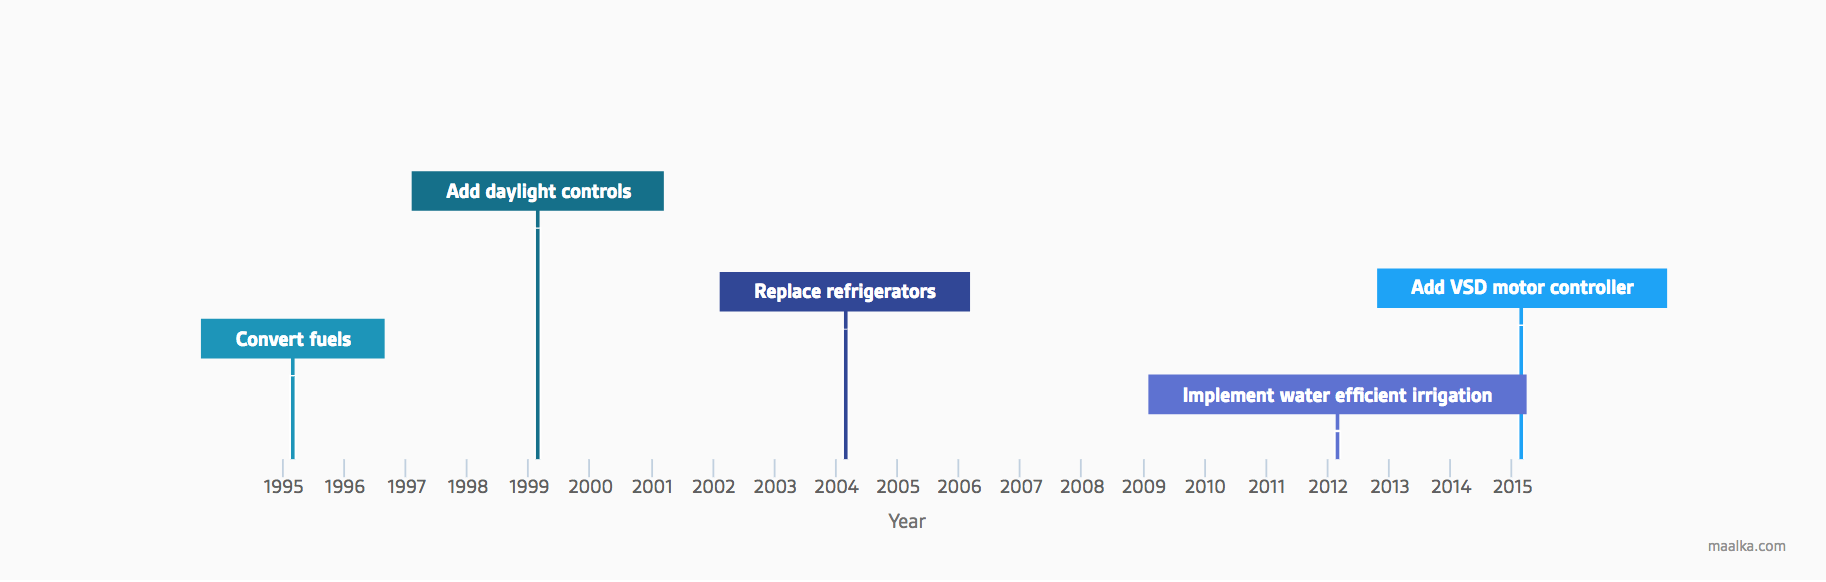 Add daylight controls
Add VSD motor controller
Replace refrigerators
Convert fuels
Implement water efficient irrigation
1995 1996 1997 1998 1999 2000 2001 2002 2003 2004 2005 2006 2007 2008 2009 2010 2011 2012 2013 2014 2015
Year
maalka.com